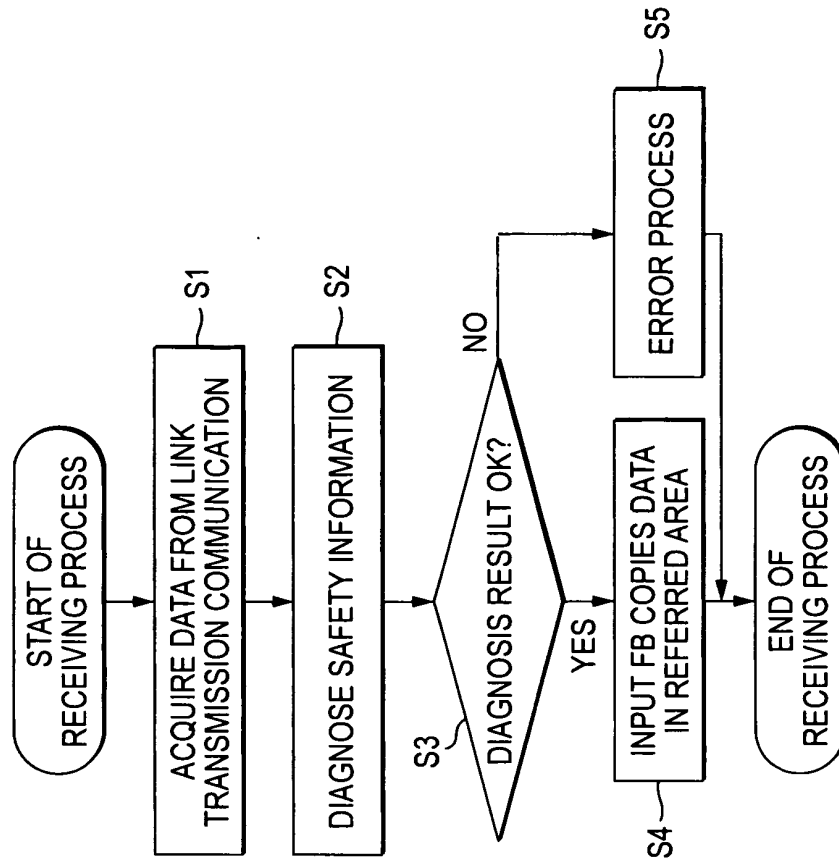 START OF
RECEIVING PROCESS
S1
ACQUIRE DATA FROM LINK
TRANSMISSION COMMUNICATION
S2
DIAGNOSE SAFETY INFORMATION
S3
DIAGNOSIS RESULT OK?
NO
YES
S4
INPUT FB COPIES DATA
IN REFERRED AREA
S5
ERROR PROCESS
END OF
RECEIVING PROCESS